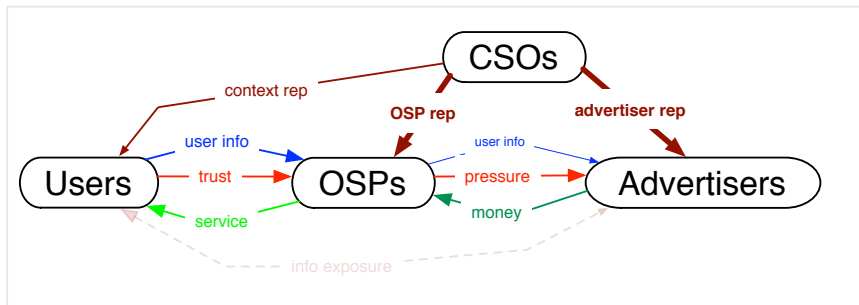 CSOs
context rep
OSP rep
advertiser rep
user info
user info
Users
trust
OSPs
pressure
Advertisers
service
money
info exposure